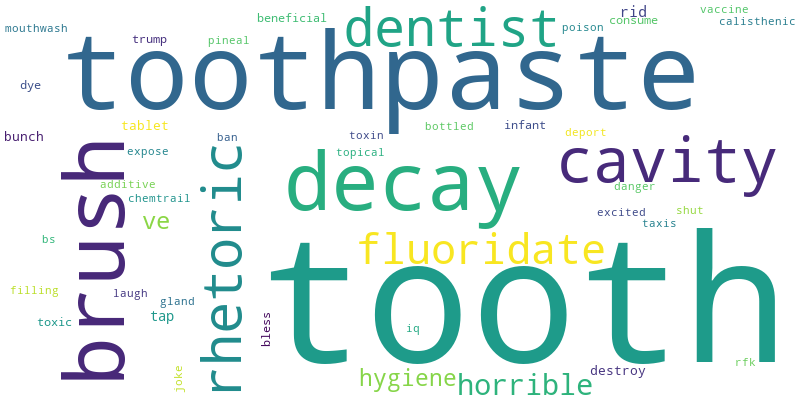 mouthwash
trump
pineal
beneficial
dentist
poison
rid
consume
vaccine
calisthenic
toothpaste
dye
tablet
bunch
brush
expose
additive
chemtrail
ve
ban
rhetoric
toxin
topical
bottled
infant
deport
decay
cavity
danger
excited
shut
taxis
bs
filling
laugh
gland
toxic
tap
joke
bless
fluoridate
tooth
iq
hygiene
horrible
destroy
rfk